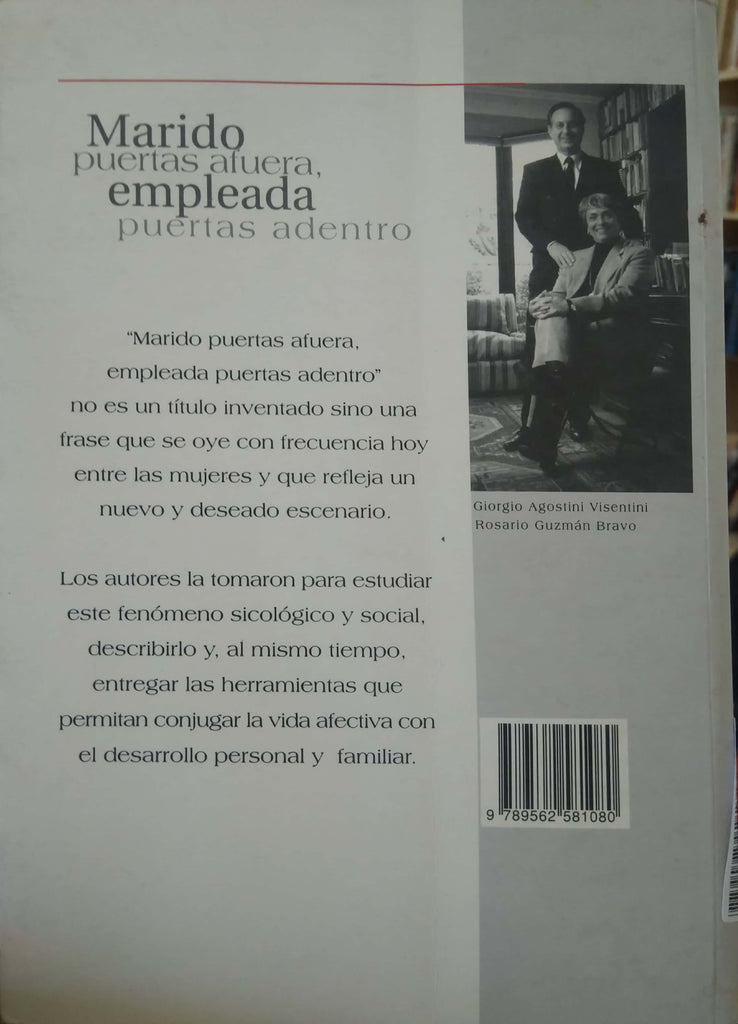 Marido
puertas afuera,
empleada
puertas adentro
“Marido puertas afuera,
empleada puertas adentro”
no es un título inventado sino una
frase que se oye con frecuencia hoy
entre las mujeres y que refleja un
nuevo y deseado escenario.
Los autores la tomaron para estudiar
este fenómeno sicológico y social,
describirlo y, al mismo tiempo,
entregar las herramientas que
permitan conjugar la vida afectiva con
el desarrollo personal y familiar.
Giorgio Agostini Visentini
Rosario Guzmán Bravo
9 789562 581080